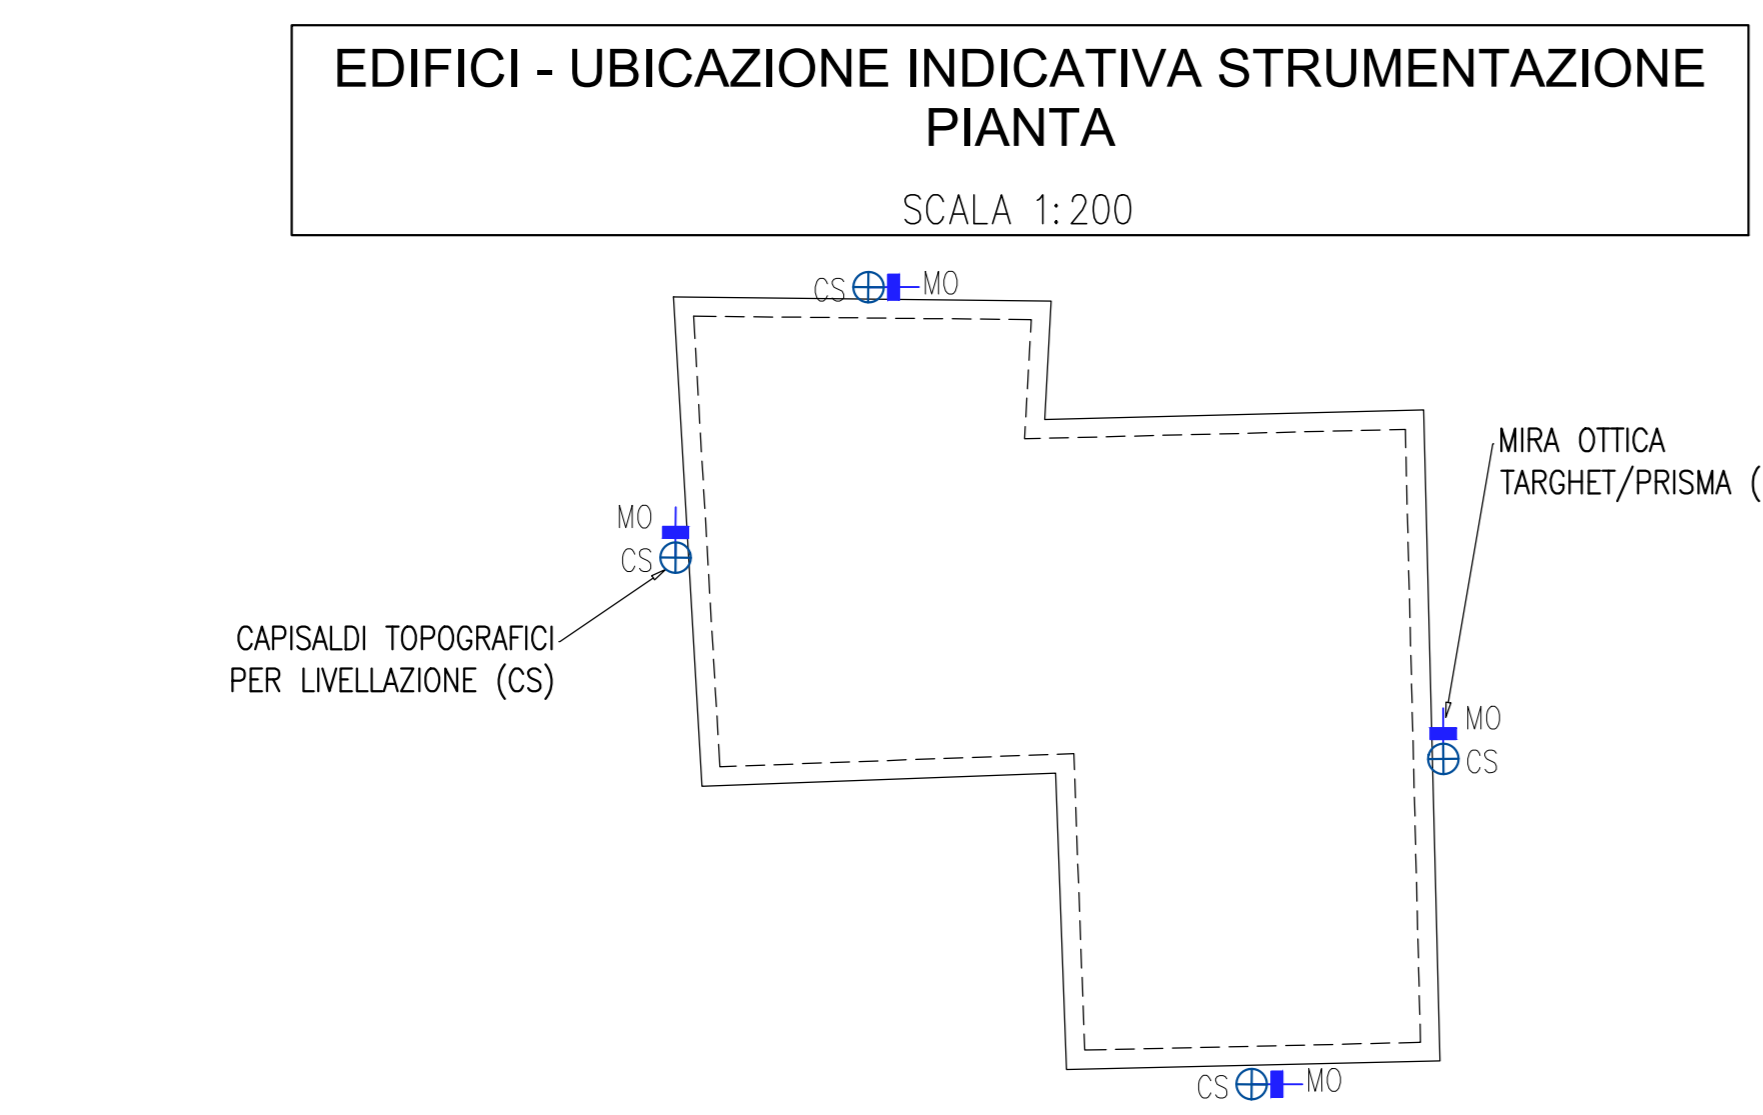 EDIFICI - UBICAZIONE INDICATIVA STRUMENTAZIONE
PIANTA
SCALA 1:200
CS MO
MIRA OTTICA
TARGHET/PRISMA (
MO
CS
CAPISALDI TOPOGRAFICI
PER LIVELLAZIONE (CS)
MO
CS
CS MO